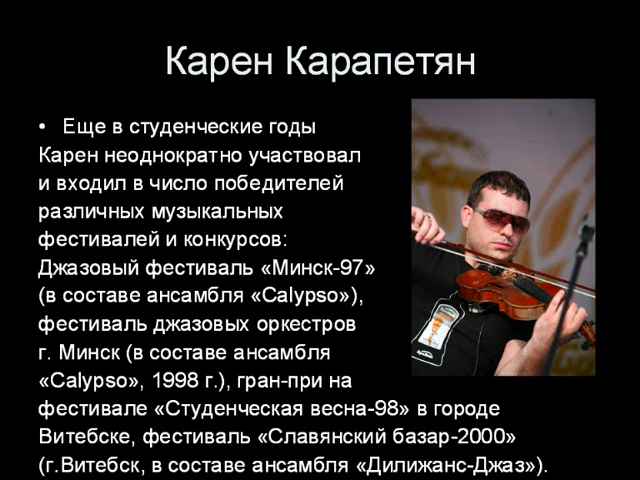 Карен Карапетян
• Еще в студенческие годы
Карен неоднократно участвовал
и входил в число победителей
различных музыкальных
фестивалей и конкурсов:
Джазовый фестиваль «Минск-97»
(в составе ансамбля «Calypso»),
фестиваль джазовых оркестров
г. Минск (в составе ансамбля
«Calypso», 1998 г.), гран-при на
фестивале «Студенческая весна-98» в городе
Витебске, фестиваль «Славянский базар-2000»
(г.Витебск, в составе ансамбля «Дилижанс-Джаз»).